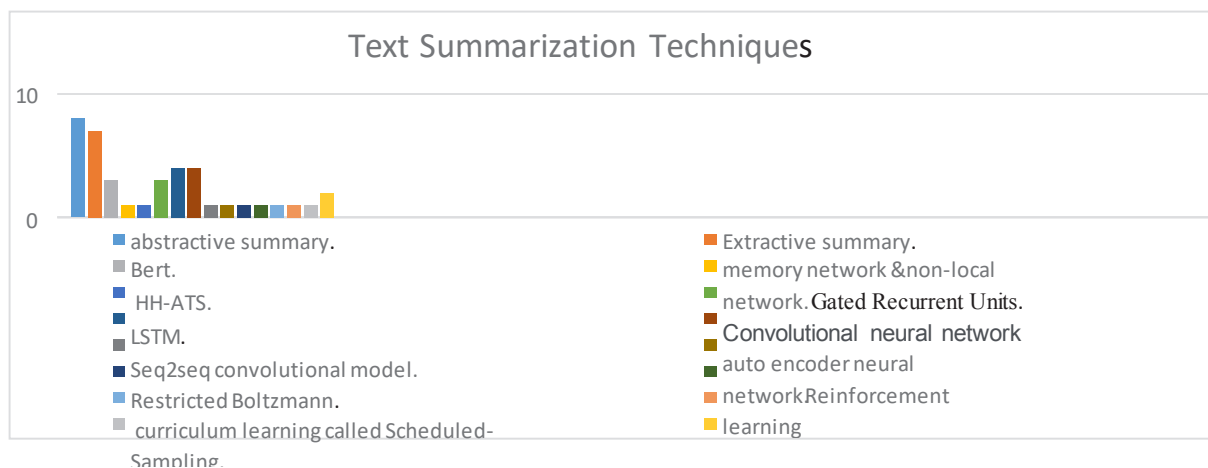 Text Summarization Techniques
10
0
abstractive summary.
Extractive summary.
Bert.
memory network &non-local
HH-ATS.
network. Gated Recurrent Units.
LSTM.
Convolutional neural network
Seq2seq convolutional model.
auto encoder neural
Restricted Boltzmann.
network.Reinforcement
curriculum learning called Scheduled-
learning
Sampling.